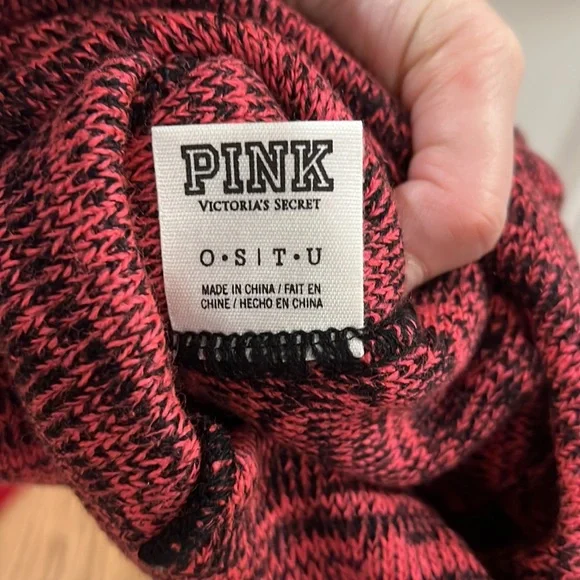 PINK
VICTORIA'S SECRET
O • S | T • U
MADE IN CHINA / FAIT EN
CHINE / HECHO EN CHINA